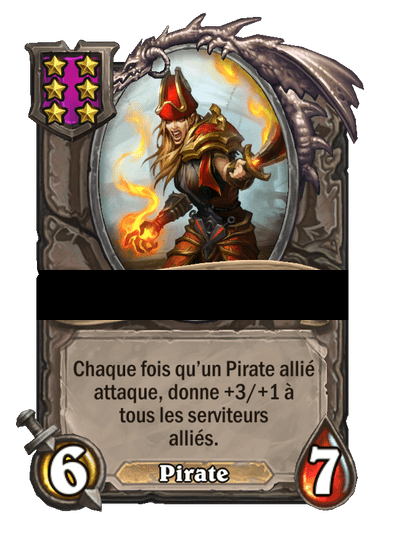 Chaque fois qu'un Pirate allié
attaque, donne +3/+1 à
tous les serviteurs
alliés.
6
Pirate
7